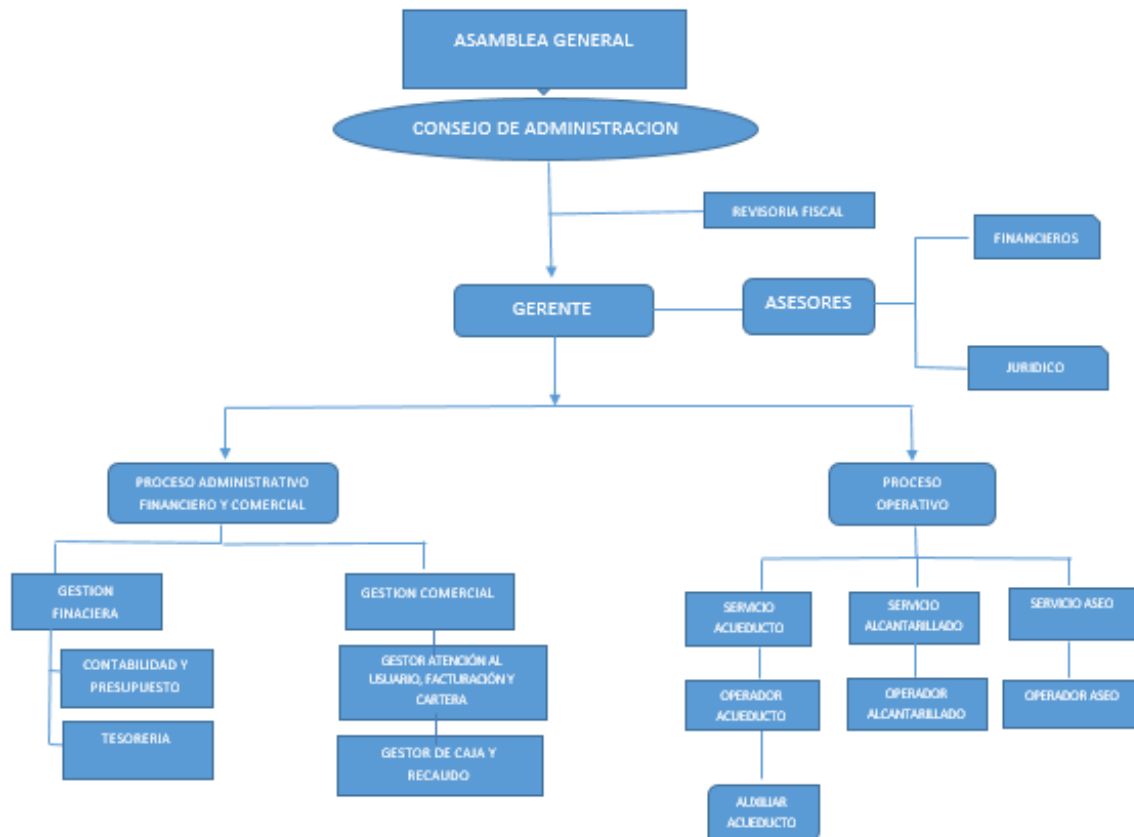 ASAMBLEA GENERAL
CONSEJO DE ADMINISTRACION
REVISORIA FISCAL
FINANCIEROS
GERENTE
ASESORES
JURIDICO
PROCESO ADMINISTRATIVO
FINANCIERO Y COMERCIAL
PROCESO
OPERATIVO
GESTION
FINACIERA
GESTION COMERCIAL
SERVICIO
ACUEDUCTO
SERVICIO
ALCANTARILLADO
SERVICIO ASEO
CONTABILIDAD Y
PRESUPUESTO
GESTOR ATENCIÓN AL
USUARIO, FACTURACIÓN Y
CARTERA
OPERADOR
ACUEDUCTO
OPERADOR
ALCANTARILLADO
OPERADOR ASEO
TESORERIA
GESTOR DE CAJA Y
RECAUDO
AUXILIAR
ACUEDUCTO